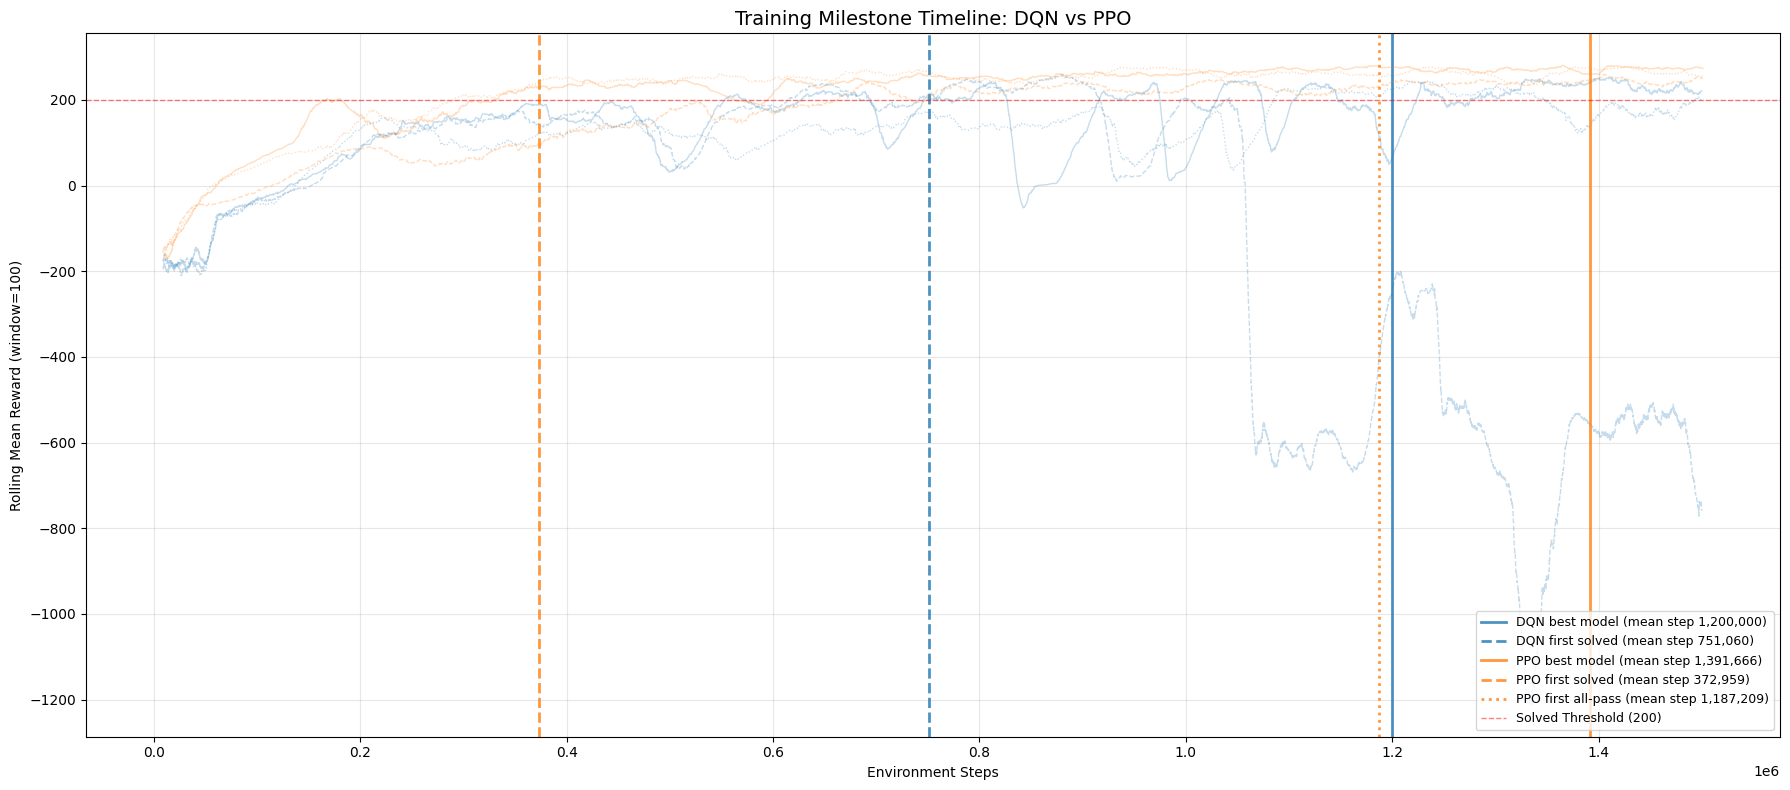 Training Milestone Timeline: DQN vs PPO
Rolling Mean Reward (window=100)
200
0
−200
−400
−600
−800
−1000
−1200
0.0
0.2
0.4
0.6
0.8
1.0
1.2
1.4
1e6
Environment Steps
DQN best model (mean step 1,200,000)
DQN first solved (mean step 751,060)
PPO best model (mean step 1,391,666)
PPO first solved (mean step 372,959)
PPO first all-pass (mean step 1,187,209)
Solved Threshold (200)